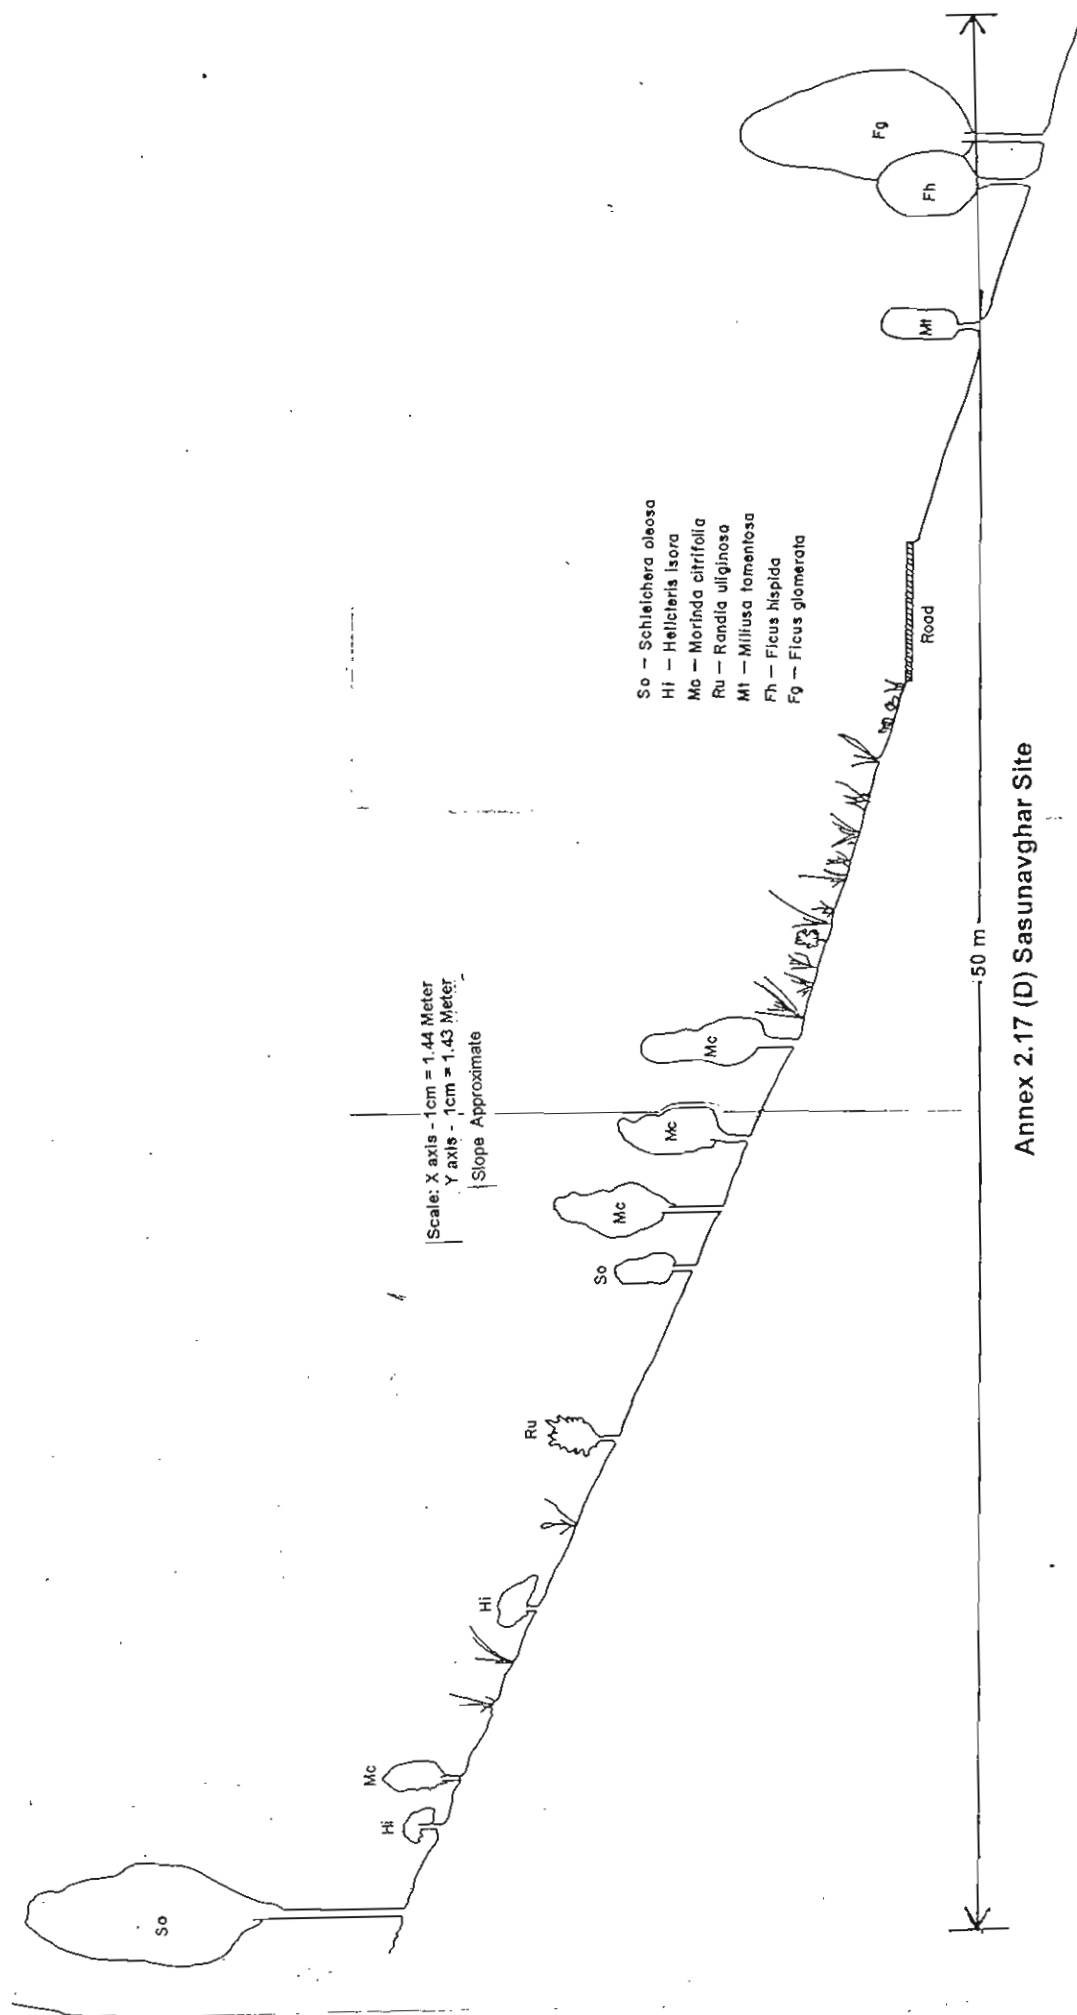 So
Hi
Mc
Hi
Ru
So
Mc
Mc
Mc
Scale: X axis - 1cm = 1.44 Meter
Y axis - 1cm = 1.43 Meter
Slope Approximate
So – Schleichera oleosa
Hi – Helicteris isora
Mc – Morinda citrifolia
Ru – Randia uliginosa
Mt – Miliusa tomentosa
Fh – Ficus hispida
Fg – Ficus glomerata
Road
Mt
Fh
Fg
50 m
Annex 2.17 (D) Sasunavghar Site